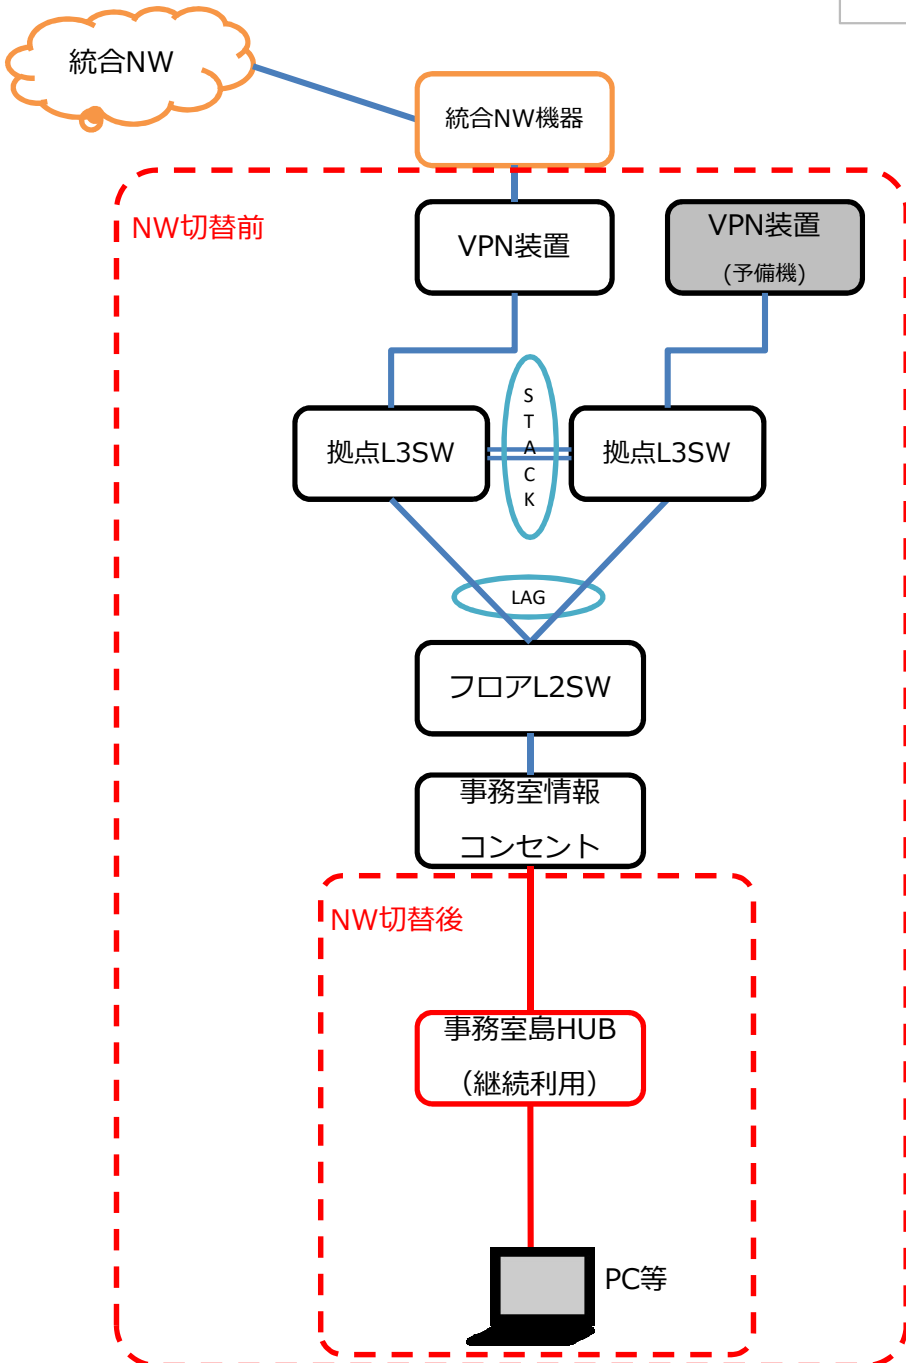 統合NW
統合NW機器
NW切替前
VPN装置
VPN装置
(予備機)
拠点L3SW
S
T
A
C
K
拠点L3SW
LAG
フロアL2SW
事務室情報
コンセント
NW切替後
事務室島HUB
（継続利用）
PC等